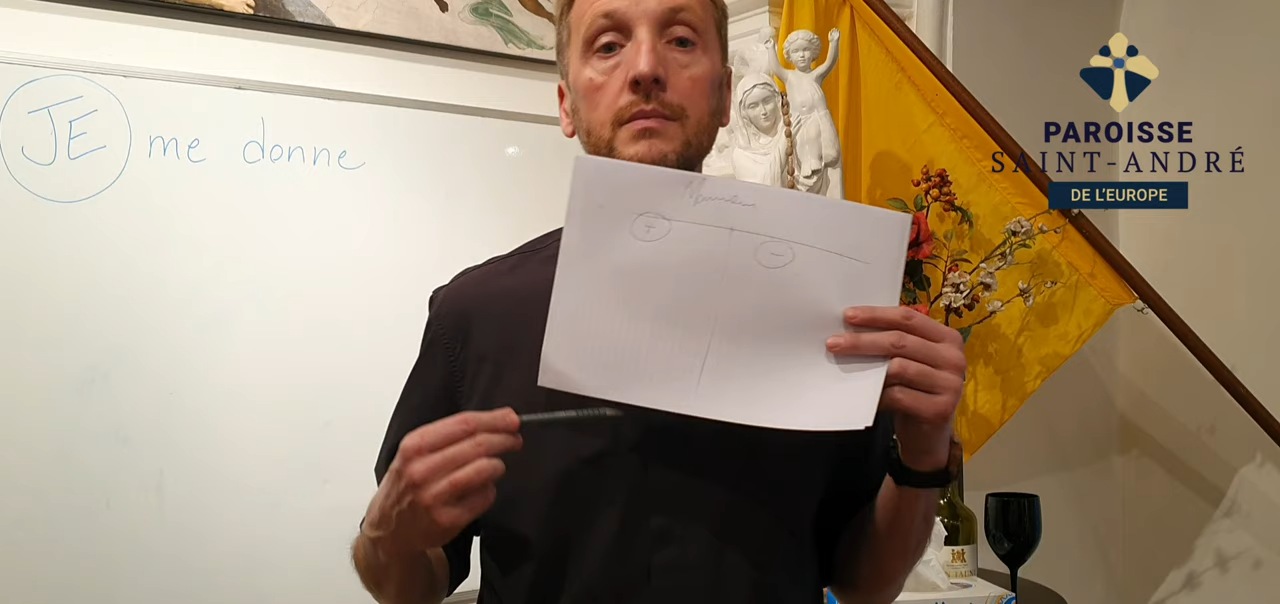 JE me donne
+
−
PAROISSE
SAINT-ANDRÉ
DE L'EUROPE